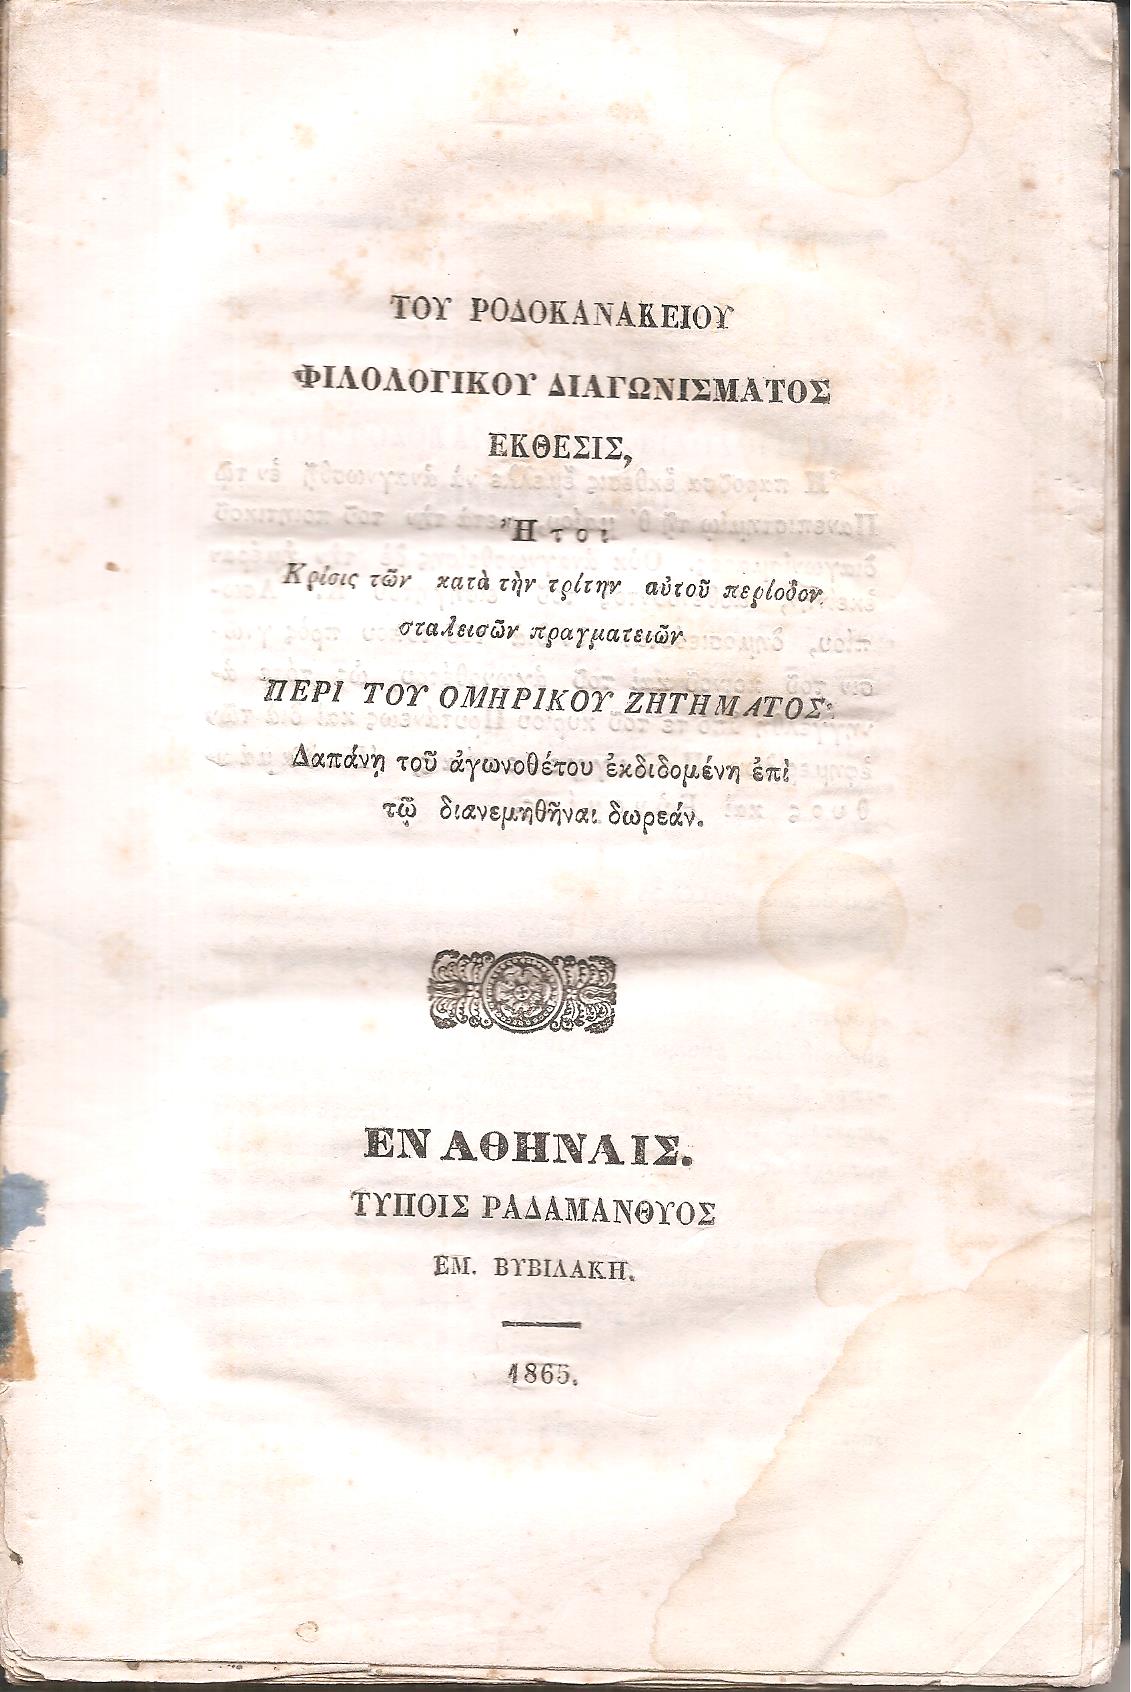 ΤΟΥ ΡΟΔΟΚΑΝΑΚΕΙΟΥ
ΦΙΛΟΛΟΓΙΚΟΥ ΔΙΑΓΩΝΙΣΜΑΤΟΣ
ΕΚΘΕΣΙΣ,
Ἤτοι
Κρίσις τῶν κατὰ τὴν τρίτην αὐτοῦ περίοδον
σταλεισῶν πραγματειῶν
ΠΕΡΙ ΤΟΥ ΟΜΗΡΙΚΟΥ ΖΗΤΗΜΑΤΟΣ·
Δαπάνῃ τοῦ ἀγωνοθέτου ἐκδιδομένη ἐπὶ
τῷ διανεμηθῆναι δωρεάν.
ΕΝ ΑΘΗΝΑΙΣ.
ΤΥΠΟΙΣ ΡΑΔΑΜΑΝΘΥΟΣ
ΕΜ. ΒΥΒΙΛΑΚΗ.
1865.